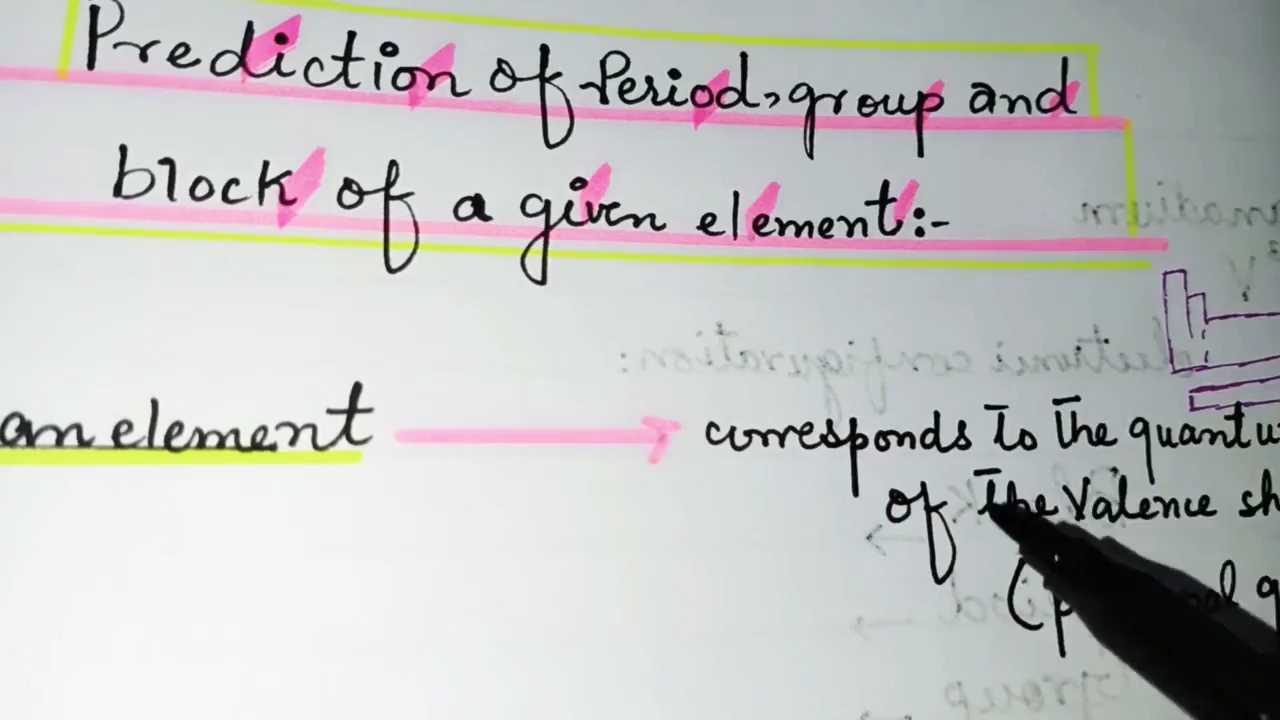 Prediction of Period, group and
block of a given element:-
an element → corresponds to the quantu
of the Valence sh